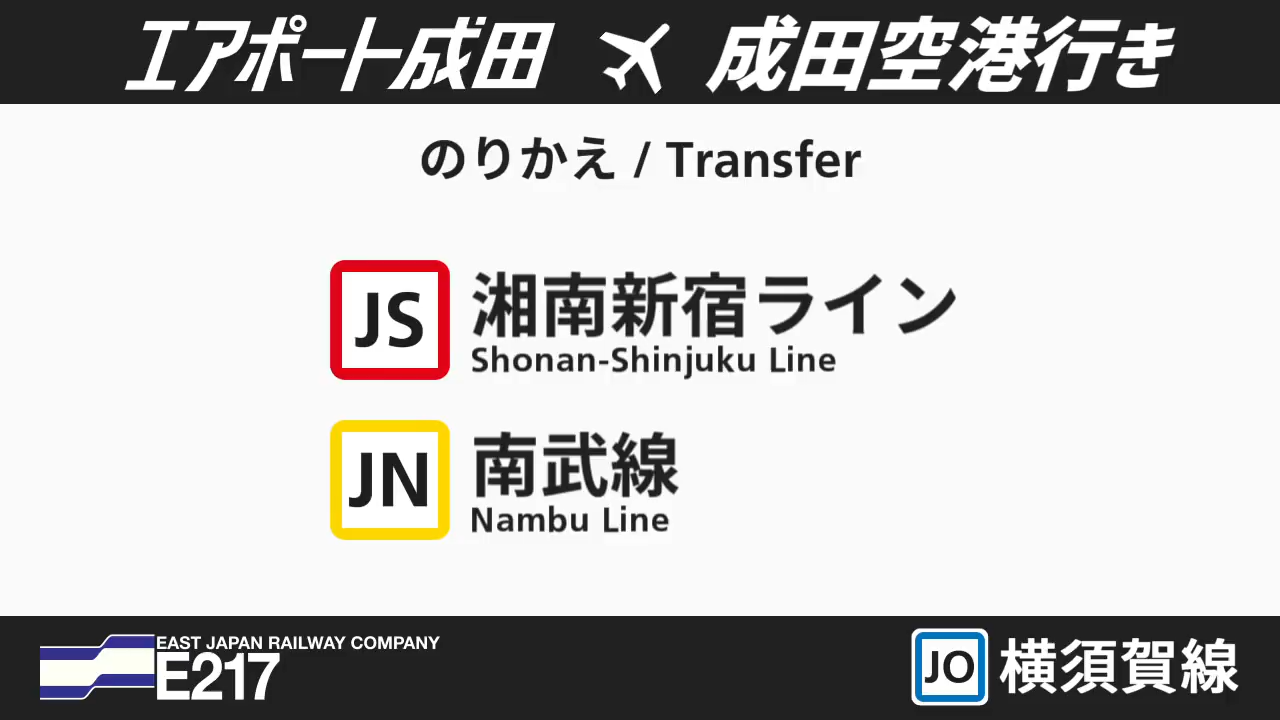 エアポート成田 成田空港行き
のりかえ / Transfer
JS 湘南新宿ライン
Shonan-Shinjuku Line
JN 南武線
Nambu Line
EAST JAPAN RAILWAY COMPANY
E217
JO 横須賀線